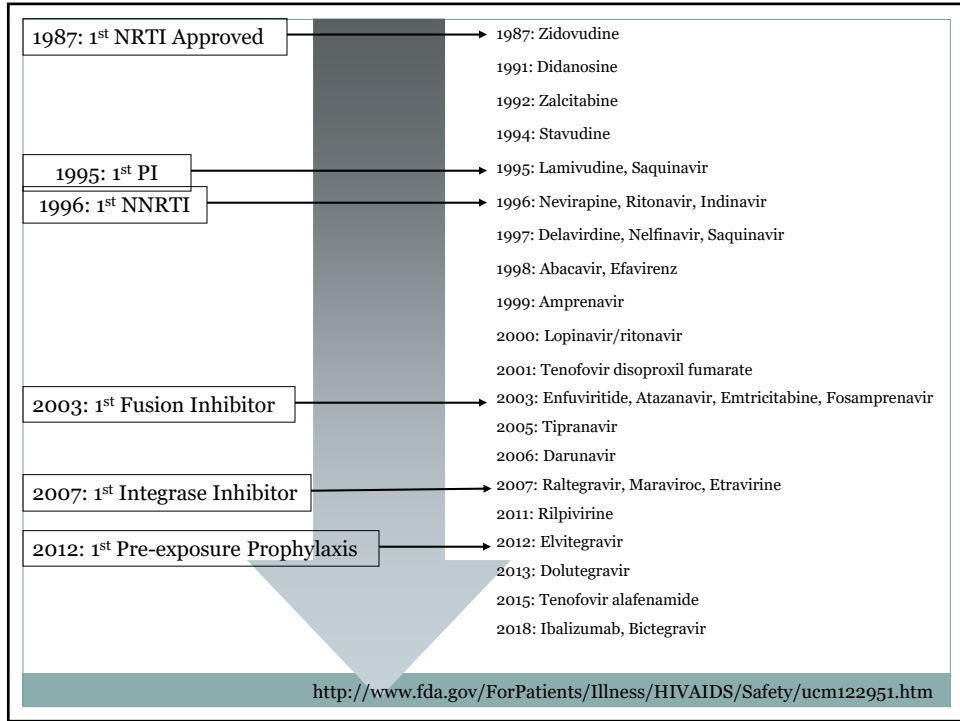 1987: 1st NRTI Approved
1987: Zidovudine
1991: Didanosine
1992: Zalcitabine
1994: Stavudine
1995: 1st PI
1995: Lamivudine, Saquinavir
1996: 1st NNRTI
1996: Nevirapine, Ritonavir, Indinavir
1997: Delavirdine, Nelfinavir, Saquinavir
1998: Abacavir, Efavirenz
1999: Amprenavir
2000: Lopinavir/ritonavir
2001: Tenofovir disoproxil fumarate
2003: 1st Fusion Inhibitor
2003: Enfuviritide, Atazanavir, Emtricitabine, Fosamprenavir
2005: Tipranavir
2006: Darunavir
2007: 1st Integrase Inhibitor
2007: Raltegravir, Maraviroc, Etravirine
2011: Rilpivirine
2012: 1st Pre-exposure Prophylaxis
2012: Elvitegravir
2013: Dolutegravir
2015: Tenofovir alafenamide
2018: Ibalizumab, Bictegravir
http://www.fda.gov/ForPatients/Illness/HIVAIDS/Safety/ucm122951.htm